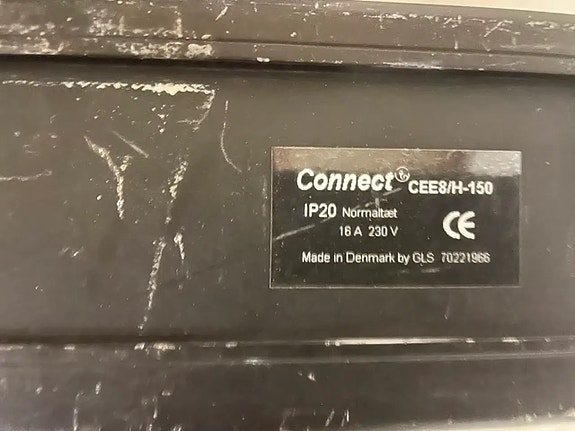 Connect CEE8/H-150
IP20 Normaltæt
16 A 230 V
CE
Made in Denmark by GLS 70221966